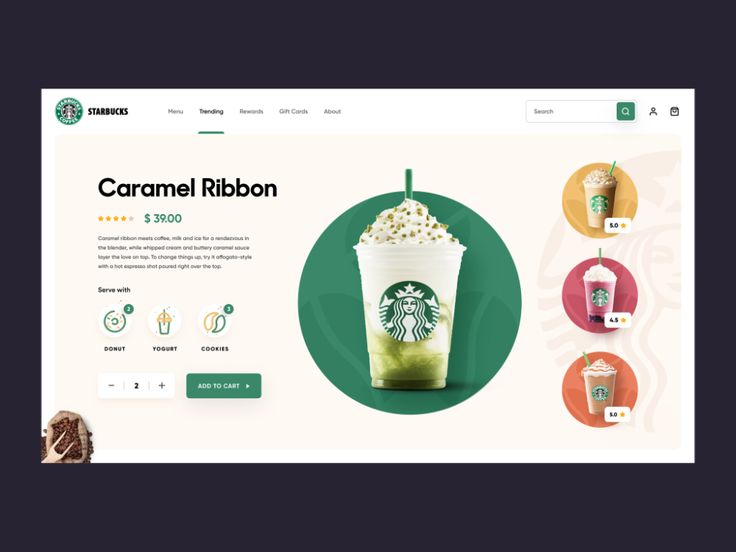 STARBUCKS COFFEE
STARBUCKS
Menu Trending Rewards Gift Cards About
Search
Caramel Ribbon
$ 39.00
Caramel ribbon meets coffee, milk and ice for a rendezvous in
the blender, while whipped cream and buttery caramel sauce
layer the love on top. To change things up, try it affogato-style
with a hot espresso shot poured right over the top.
Serve with
2
3
DONUT YOGURT COOKIES
2
ADD TO CART
5.0
4.5
5.0